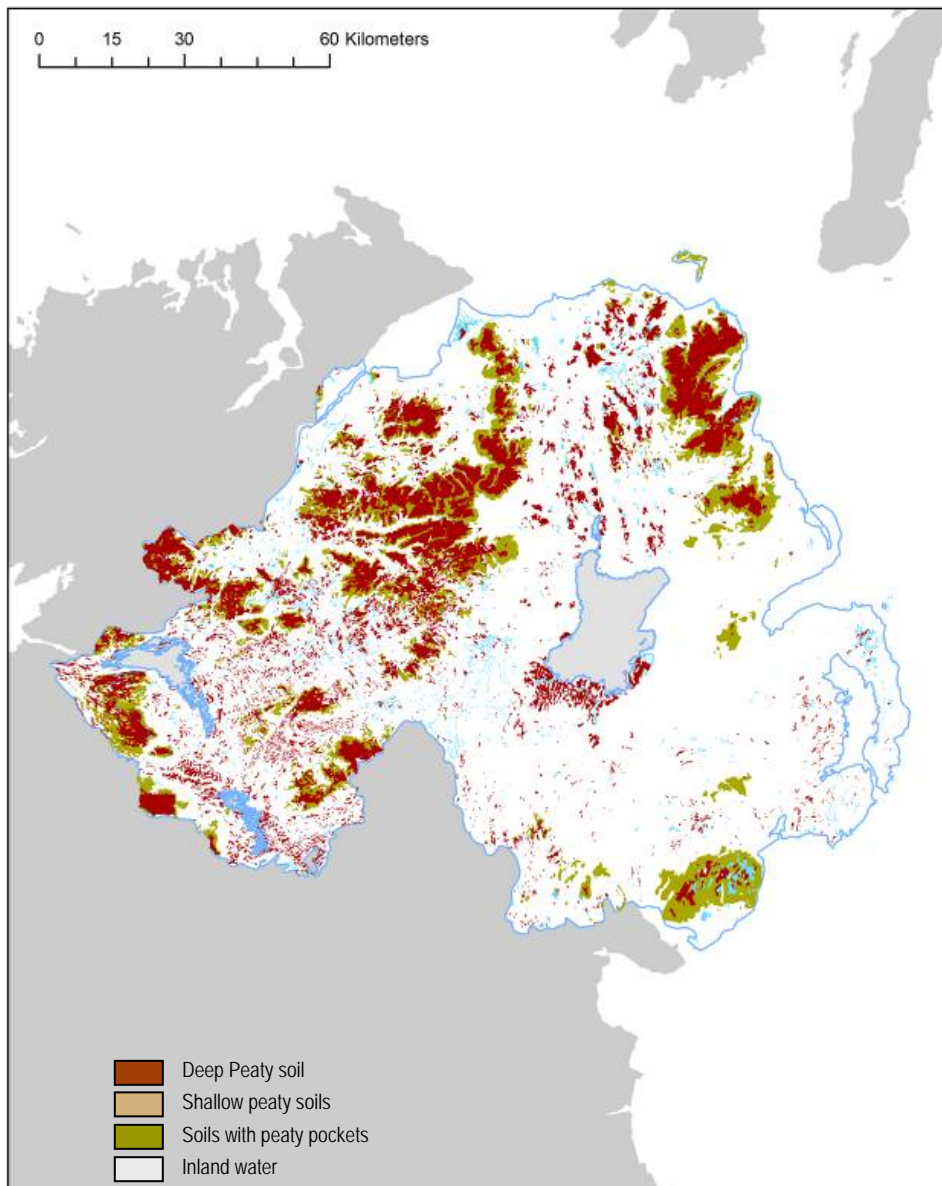 0 15 30 60 Kilometers
Deep Peaty soil
Shallow peaty soils
Soils with peaty pockets
Inland water